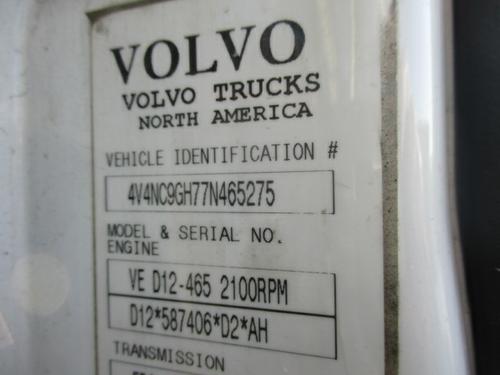 VOLVO
VOLVO TRUCKS
NORTH AMERICA
VEHICLE IDENTIFICATION #
4V4NC9GH77N465275
MODEL & SERIAL NO.
ENGINE
VE D12-465 2100RPM
D12*587406*D2*AH
TRANSMISSION